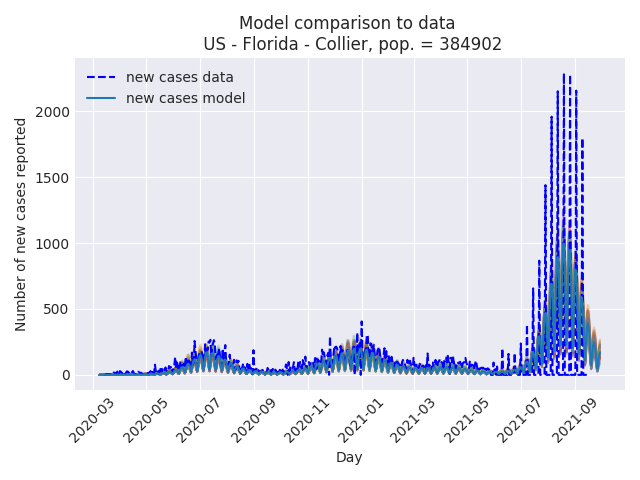 Model comparison to data
US - Florida - Collier, pop. = 384902
new cases data
new cases model
Number of new cases reported
2000
1500
1000
500
0
2020-03
2020-05
2020-07
2020-09
2020-11
2021-01
2021-03
2021-05
2021-07
2021-09
Day